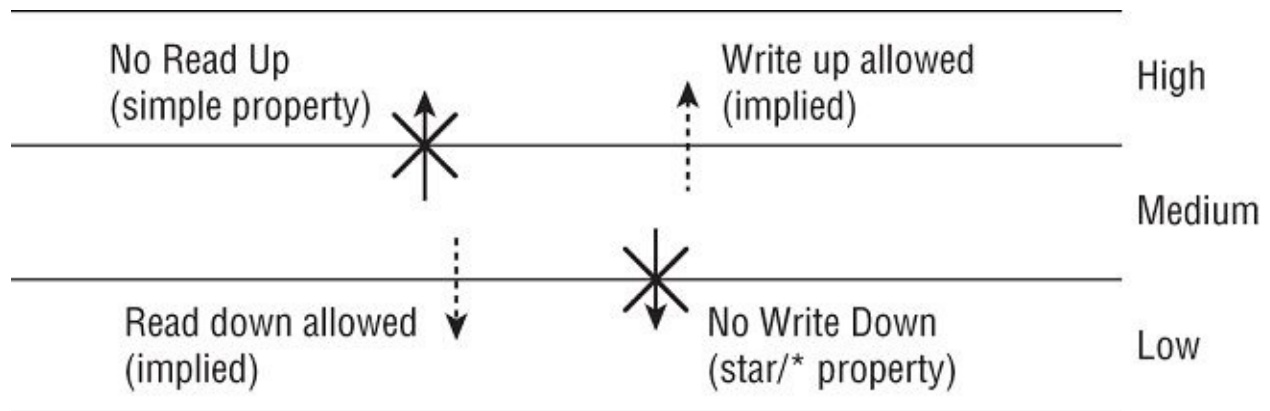 No Read Up
(simple property)
Write up allowed
(implied)
High
Medium
Read down allowed
(implied)
No Write Down
(star/* property)
Low